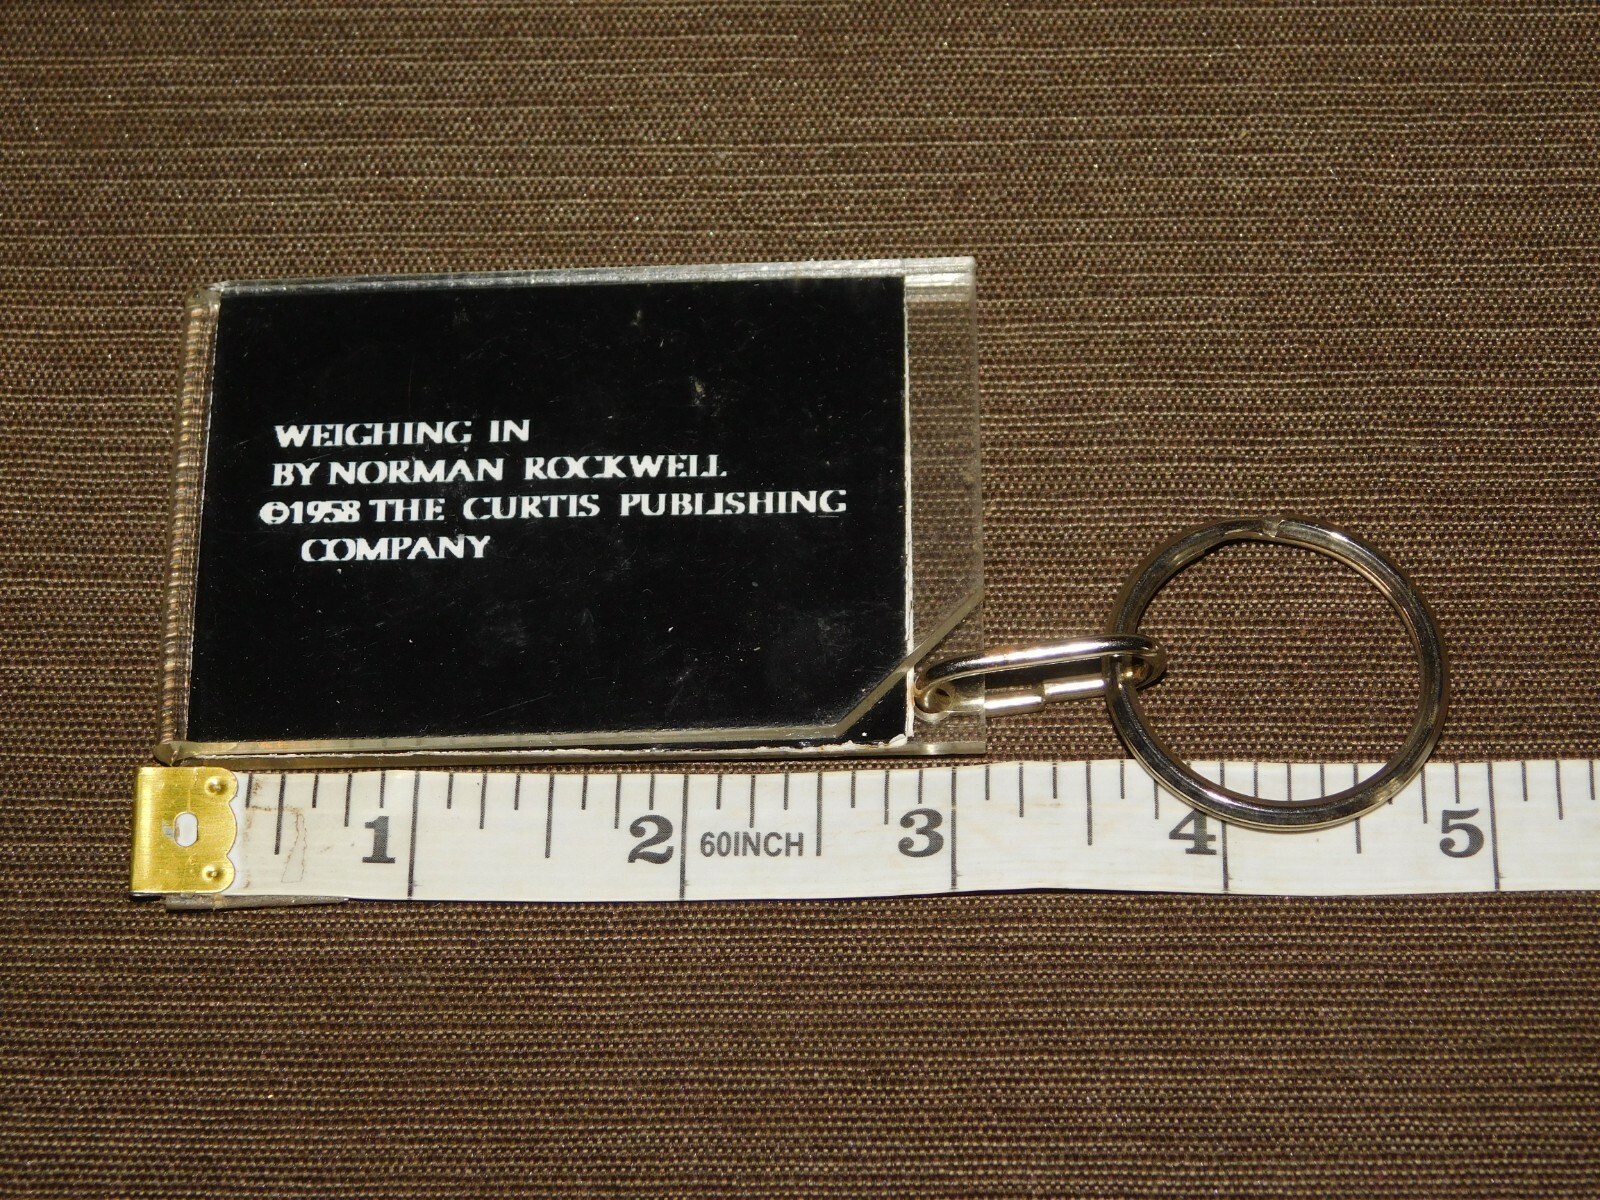 WEIGHING IN
BY NORMAN ROCKWELL
©1958 THE CURTIS PUBLISHING
COMPANY
1 2 60INCH 3 4 5